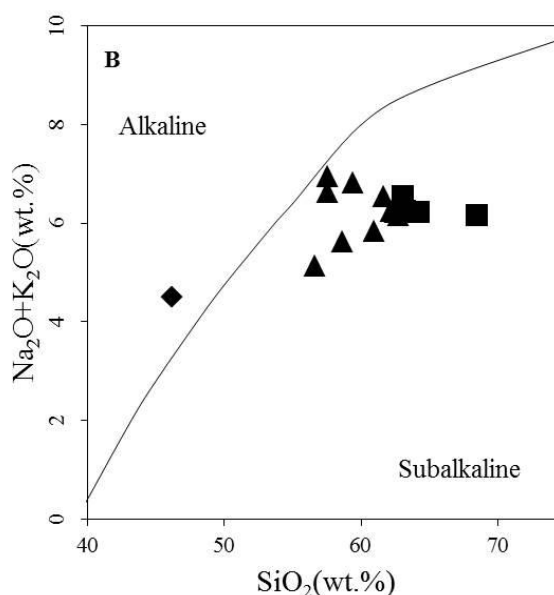 10
B
Alkaline
8
6
Na₂O+K₂O(wt.%)
4
2
Subalkaline
0
40 50 60 70
SiO₂(wt.%)